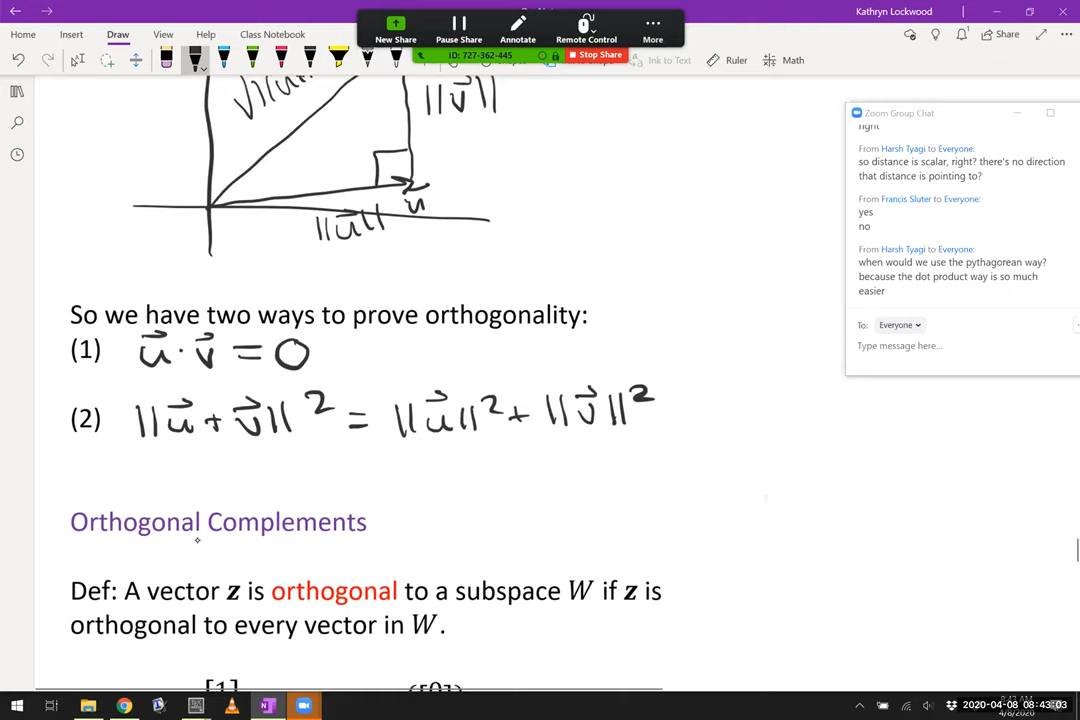 Kathryn Lockwood
Home Insert Draw View Help Class Notebook
New Share Pause Share Annotate Remote Control More
ID: 727-362-445 Stop Share
Share
Ink to Text Ruler Math
||v||
u
||u||
So we have two ways to prove orthogonality:
(1) u · v = 0
(2) ||u + v||² = ||u||² + ||v||²
Orthogonal Complements
Def: A vector z is orthogonal to a subspace W if z is
orthogonal to every vector in W.
Zoom Group Chat
right
From Harsh Tyagi to Everyone:
so distance is scalar, right? there's no direction
that distance is pointing to?
From Francis Sluter to Everyone:
yes
no
From Harsh Tyagi to Everyone:
when would we use the pythagorean way?
because the dot product way is so much
easier
To: Everyone
Type message here...
2020-04-08 08:43:03
4/8/2020